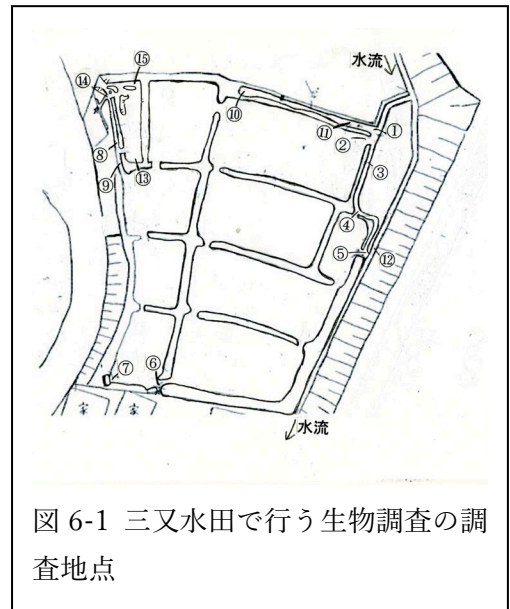 水流
⑮
⑭
⑩
⑪
①
②
③
⑧
⑨
⑬
④
⑤
⑫
⑦
⑥
家
家
水流
図 6-1 三又水田で行う生物調査の調
査地点